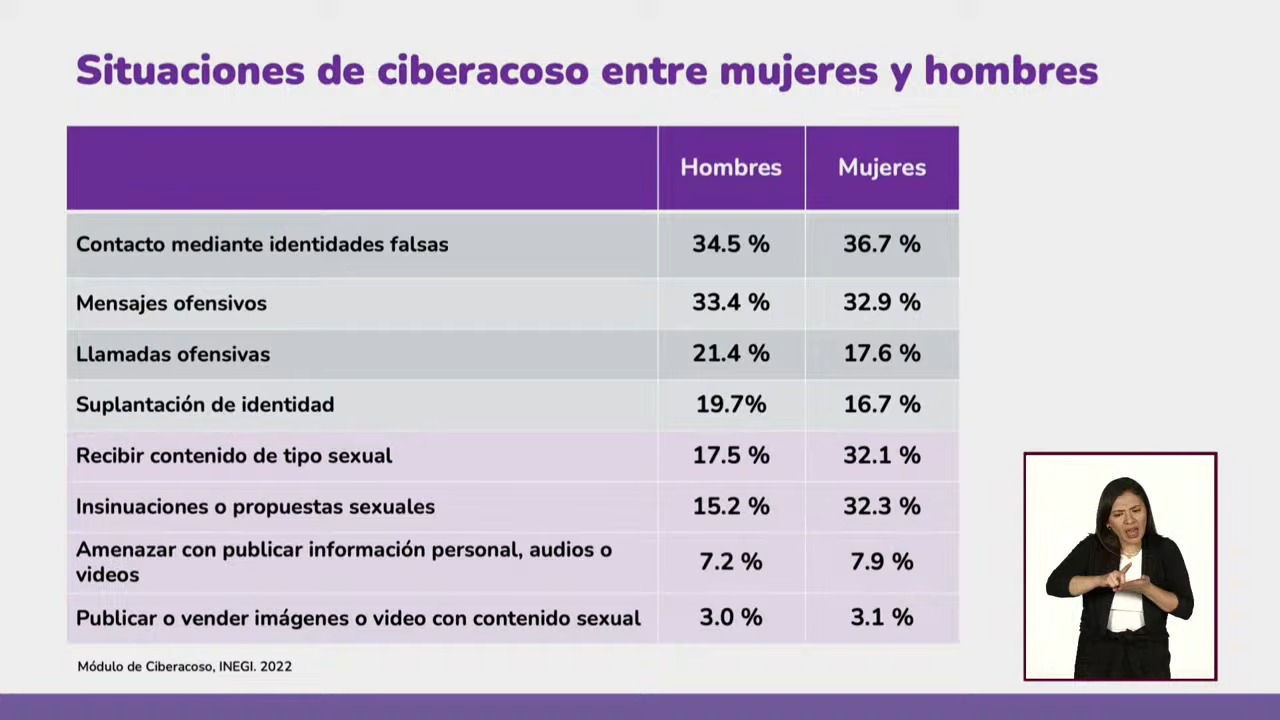 Situaciones de ciberacoso entre mujeres y hombres
Hombres Mujeres
Contacto mediante identidades falsas 34.5 % 36.7 %
Mensajes ofensivos 33.4 % 32.9 %
Llamadas ofensivas 21.4 % 17.6 %
Suplantación de identidad 19.7% 16.7 %
Recibir contenido de tipo sexual 17.5 % 32.1 %
Insinuaciones o propuestas sexuales 15.2 % 32.3 %
Amenazar con publicar información personal, audios o
videos 7.2 % 7.9 %
Publicar o vender imágenes o video con contenido sexual 3.0 % 3.1 %
Módulo de Ciberacoso, INEGI. 2022